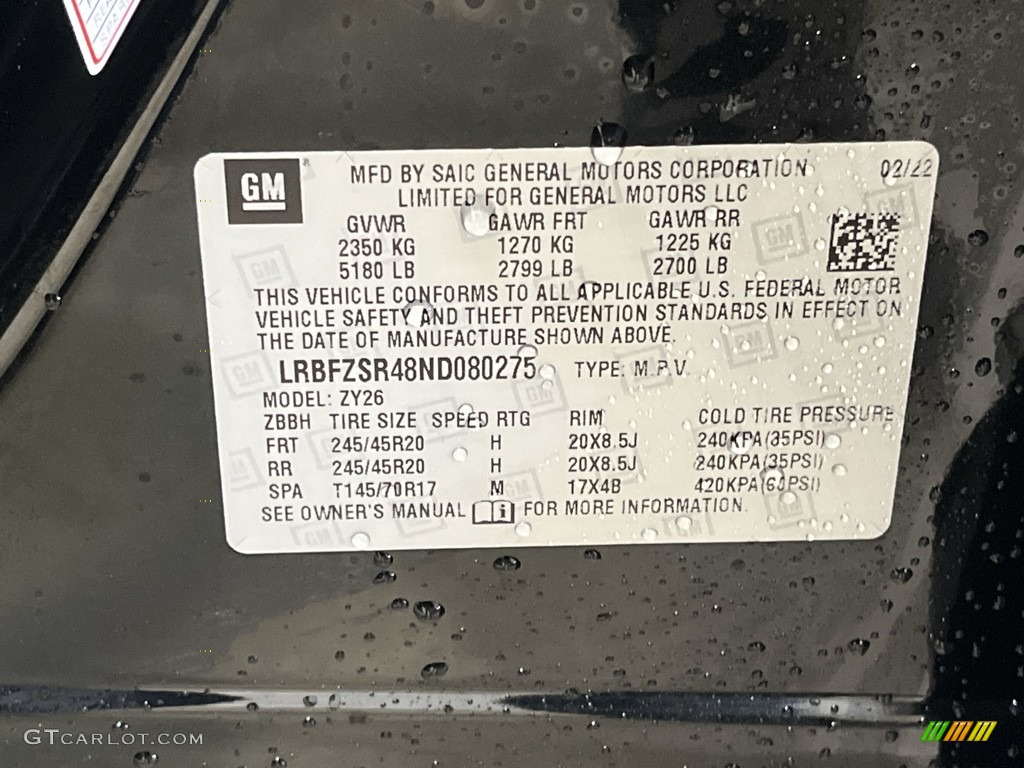 GM
MFD BY SAIC GENERAL MOTORS CORPORATION 02/22
LIMITED FOR GENERAL MOTORS LLC
GVWR GAWR FRT GAWR RR
2350 KG 1270 KG 1225 KG
5180 LB 2799 LB 2700 LB
THIS VEHICLE CONFORMS TO ALL APPLICABLE U.S. FEDERAL MOTOR
VEHICLE SAFETY AND THEFT PREVENTION STANDARDS IN EFFECT ON
THE DATE OF MANUFACTURE SHOWN ABOVE.
LRBFZSR48ND080275 TYPE: M.P.V.
MODEL: ZY26
ZBBH TIRE SIZE SPEED RTG RIM COLD TIRE PRESSURE
FRT 245/45R20 H 20X8.5J 240KPA(35PSI)
RR 245/45R20 H 20X8.5J 240KPA(35PSI)
SPA T145/70R17 M 17X4B 420KPA(60PSI)
SEE OWNER'S MANUAL FOR MORE INFORMATION.
GTCARLOT.COM